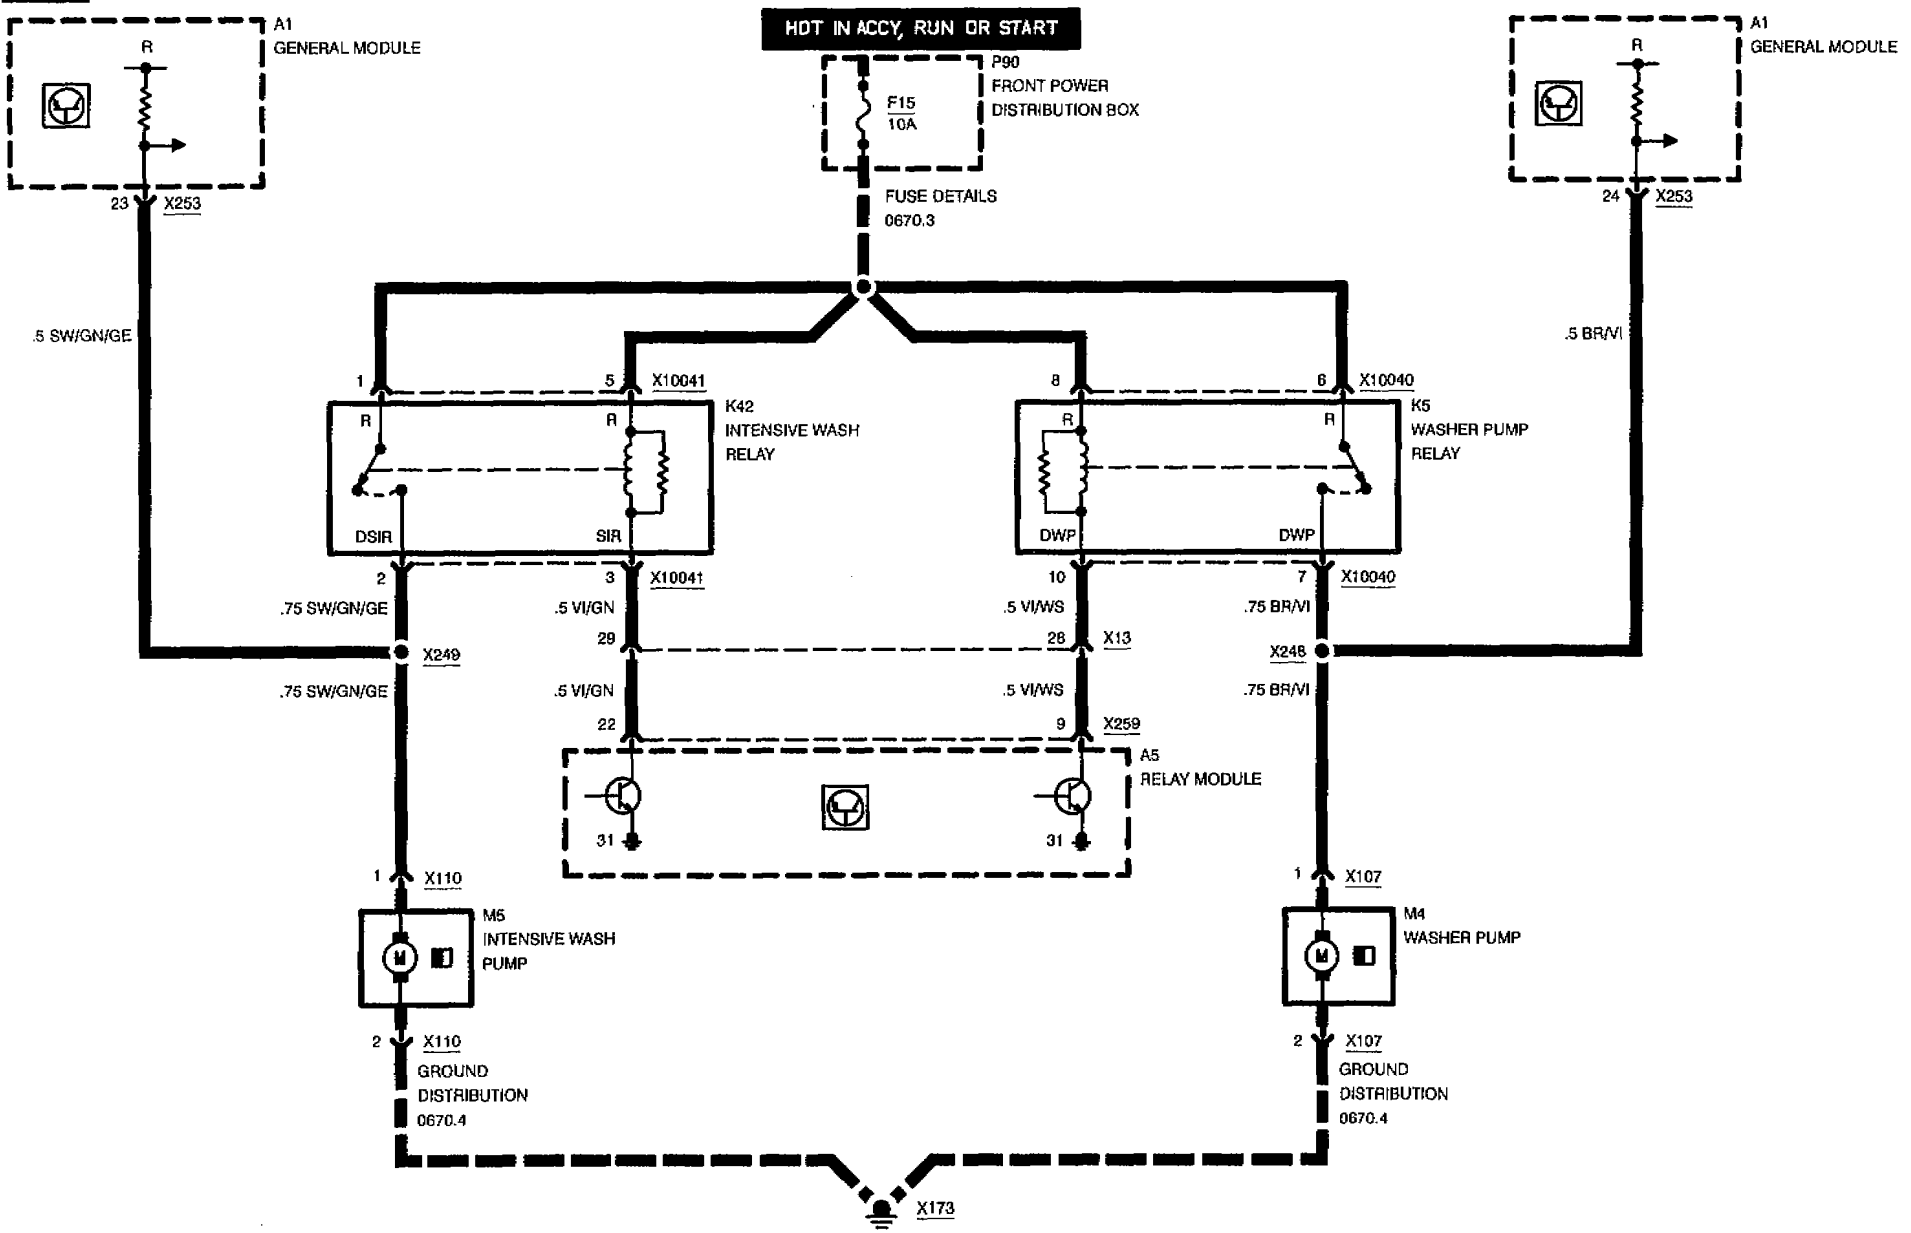 A1
GENERAL MODULE
R
23
X253
HOT IN ACCY, RUN OR START
P90
FRONT POWER
DISTRIBUTION BOX
F15
10A
FUSE DETAILS
0670.3
A1
GENERAL MODULE
R
24
X253
.5 SW/GN/GE
.5 BR/VI
1
5
X10041
8
6
X10040
K42
INTENSIVE WASH
RELAY
R
R
DSIR
SIR
K5
WASHER PUMP
RELAY
R
DWP
DWP
2
3
X10041
10
7
X10040
.75 SW/GN/GE
.5 VI/GN
.5 VI/WS
.75 BR/VI
29
28
X13
X249
X248
.75 SW/GN/GE
.5 VI/GN
.5 VI/WS
.75 BR/VI
22
9
X259
A5
RELAY MODULE
31
31
1
X110
1
X107
M5
INTENSIVE WASH
PUMP
M
M4
WASHER PUMP
M
2
X110
2
X107
GROUND
DISTRIBUTION
0670.4
GROUND
DISTRIBUTION
0670.4
X173